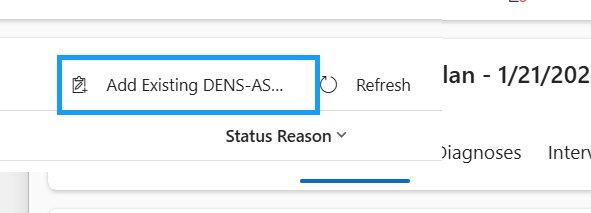 Add Existing DENS-AS... Refresh
lan - 1/21/202
Status Reason
Diagnoses Interv